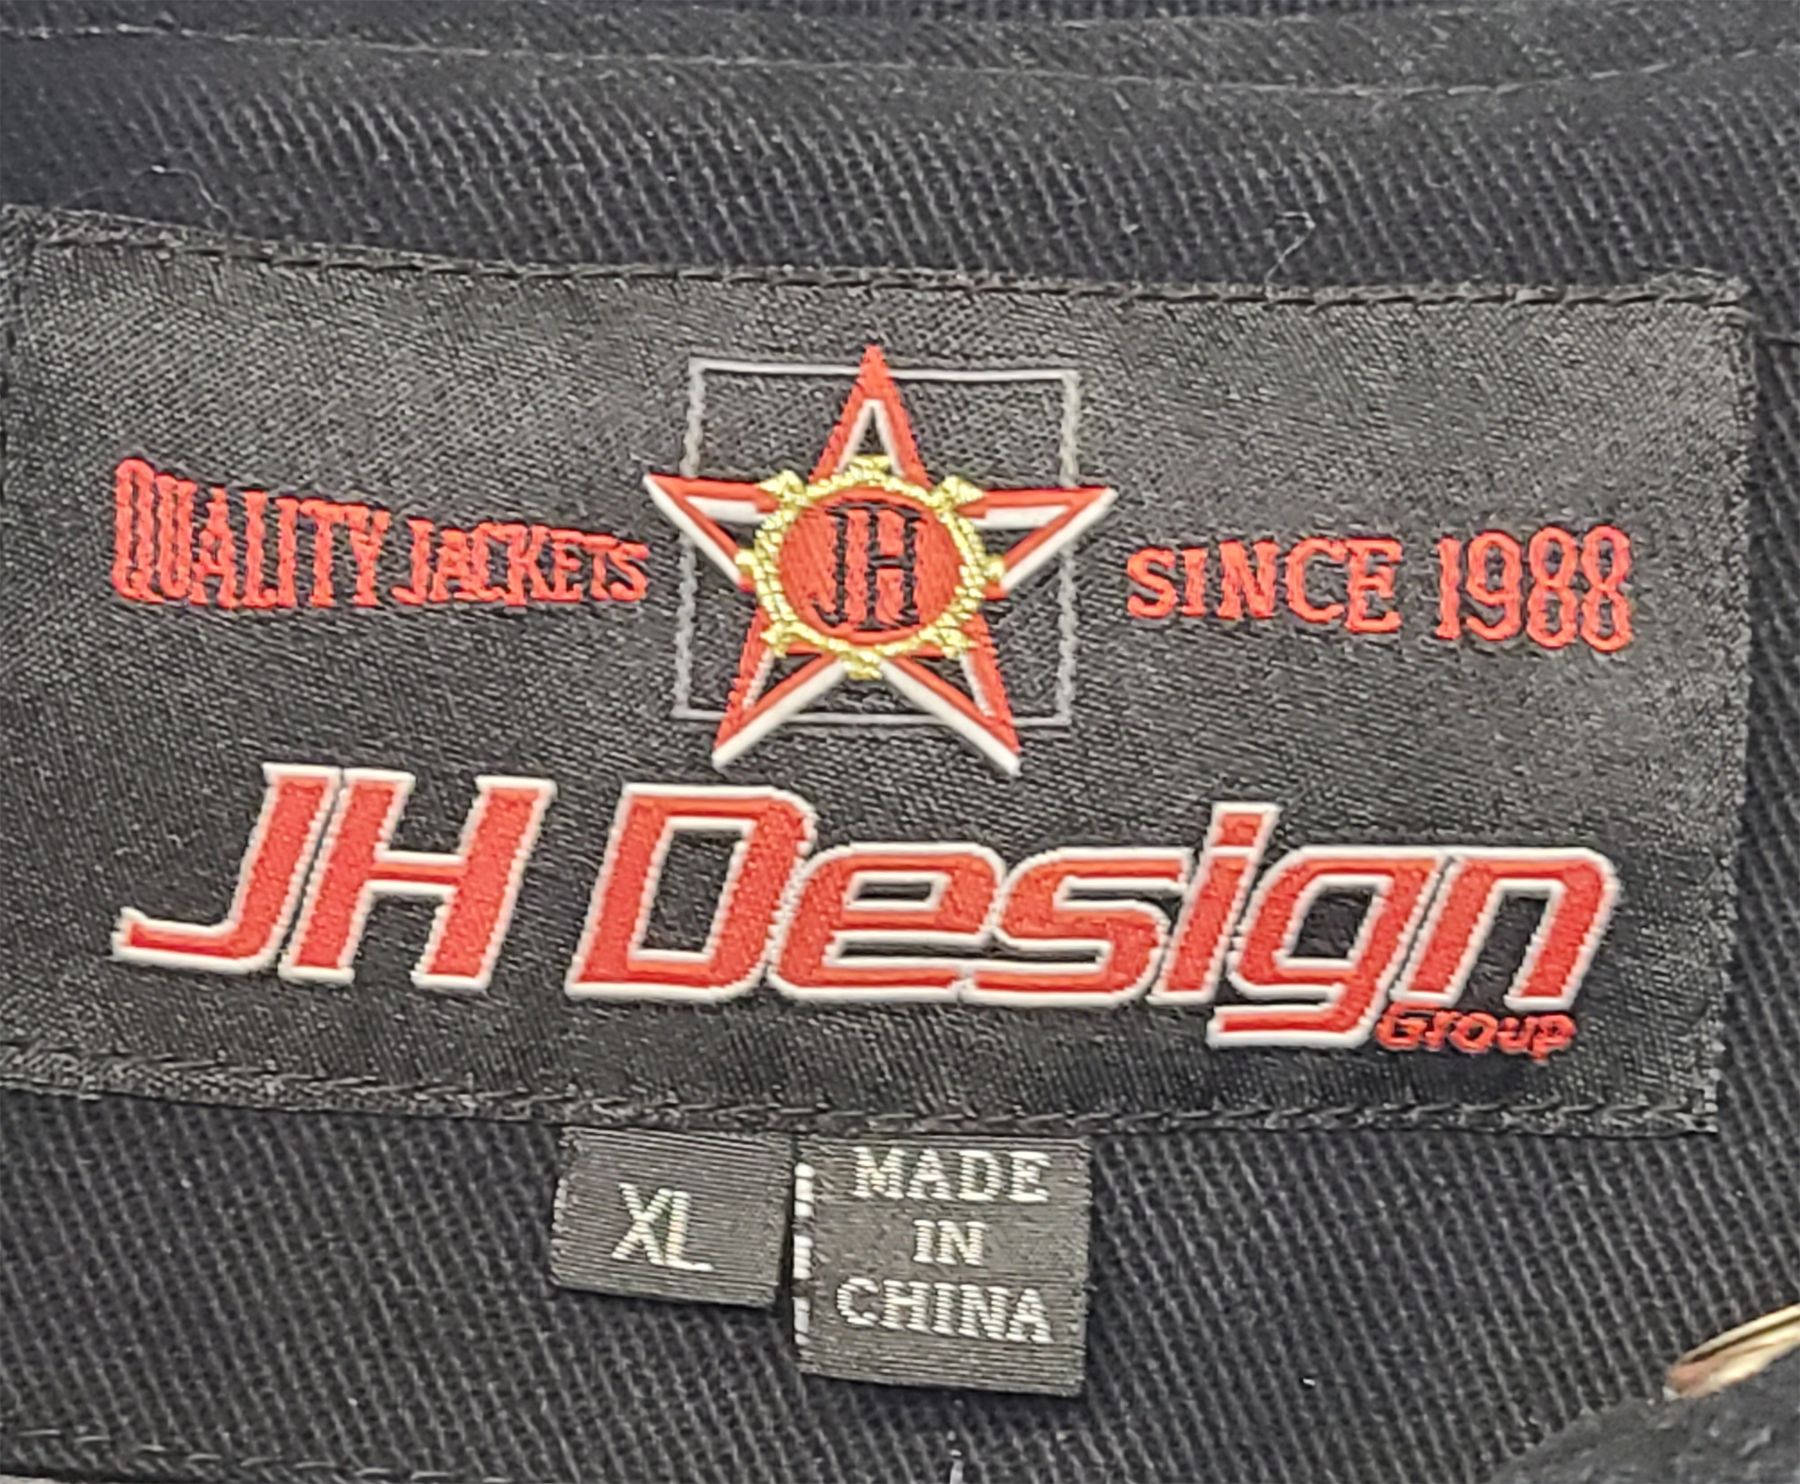 QUALITY JACKETS
JH
SINCE 1988
JH Design
Group
XL
MADE
IN
CHINA